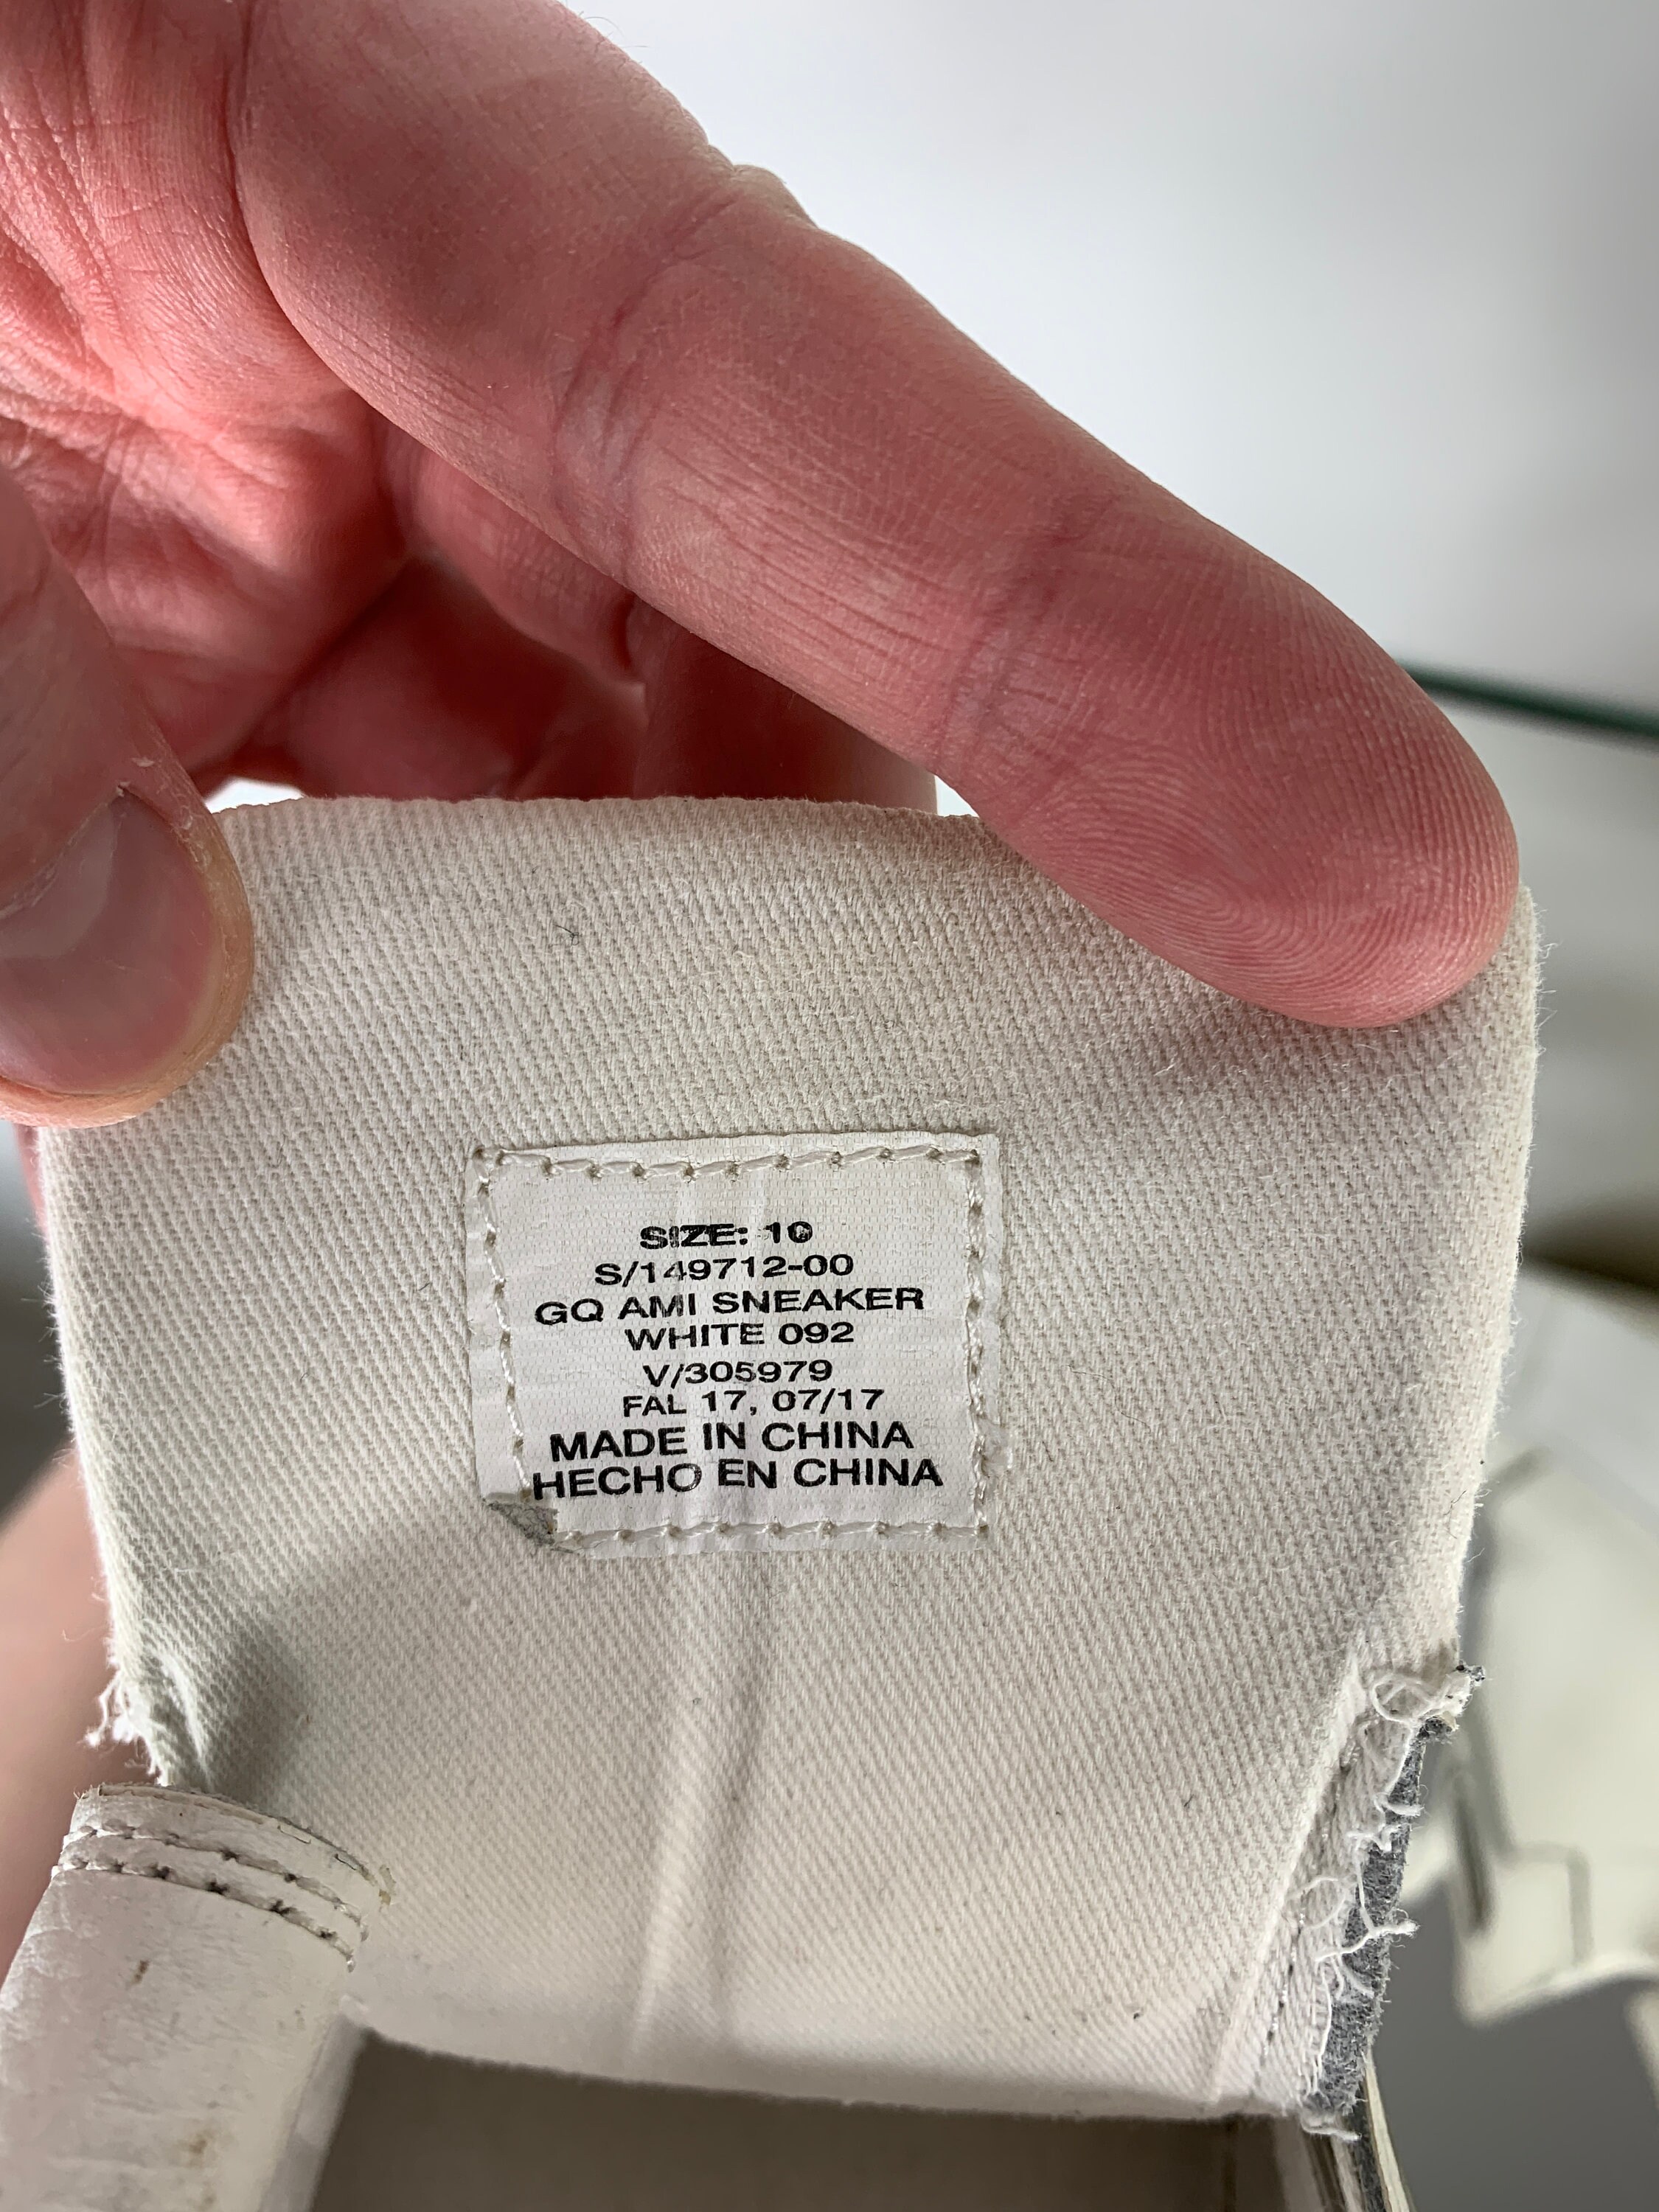 SIZE: 10
S/149712-00
GQ AMI SNEAKER
WHITE 092
V/305979
FAL 17, 07/17
MADE IN CHINA
HECHO EN CHINA